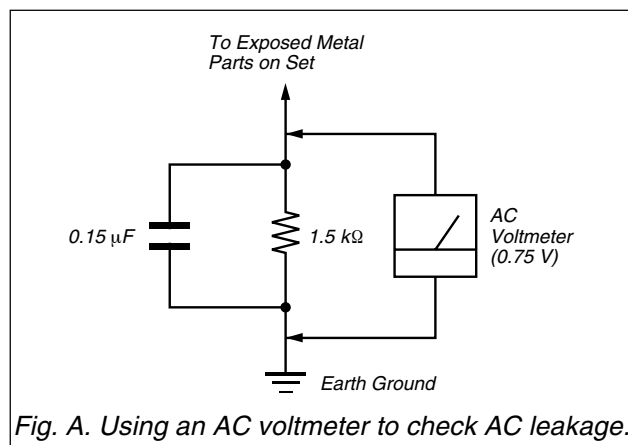 To Exposed Metal
Parts on Set
0.15 μF
1.5 kΩ
AC
Voltmeter
(0.75 V)
Earth Ground
Fig. A. Using an AC voltmeter to check AC leakage.